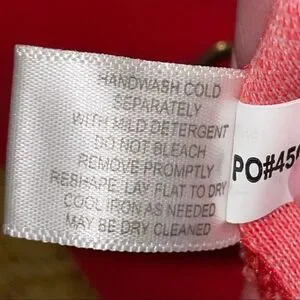 HANDWASH COLD
SEPARATELY
WITH MILD DETERGENT
DO NOT BLEACH
REMOVE PROMPTLY
RESHAPE, LAY FLAT TO DRY
COOL IRON AS NEEDED
MAY BE DRY CLEANED